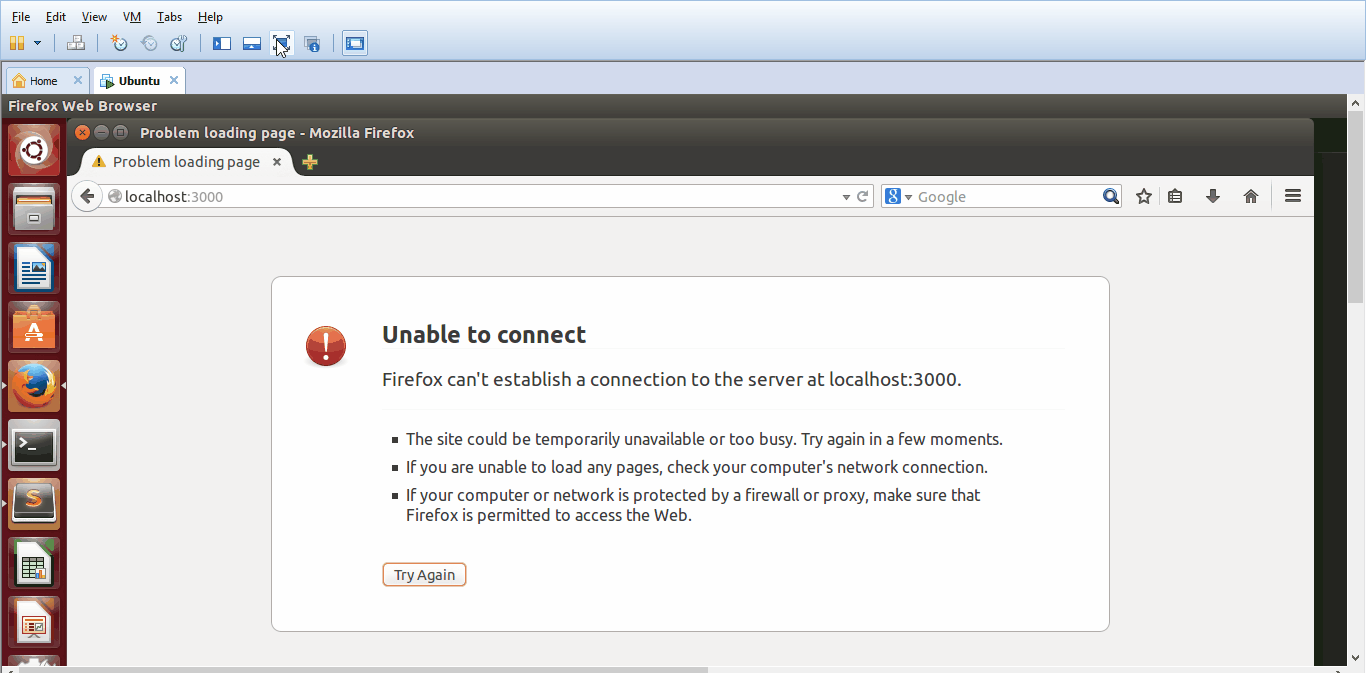 File Edit View VM Tabs Help
Home Ubuntu
Firefox Web Browser
Problem loading page - Mozilla Firefox
Problem loading page
localhost:3000 Google
Unable to connect
Firefox can't establish a connection to the server at localhost:3000.
The site could be temporarily unavailable or too busy. Try again in a few moments.
If you are unable to load any pages, check your computer's network connection.
If your computer or network is protected by a firewall or proxy, make sure that
Firefox is permitted to access the Web.
Try Again